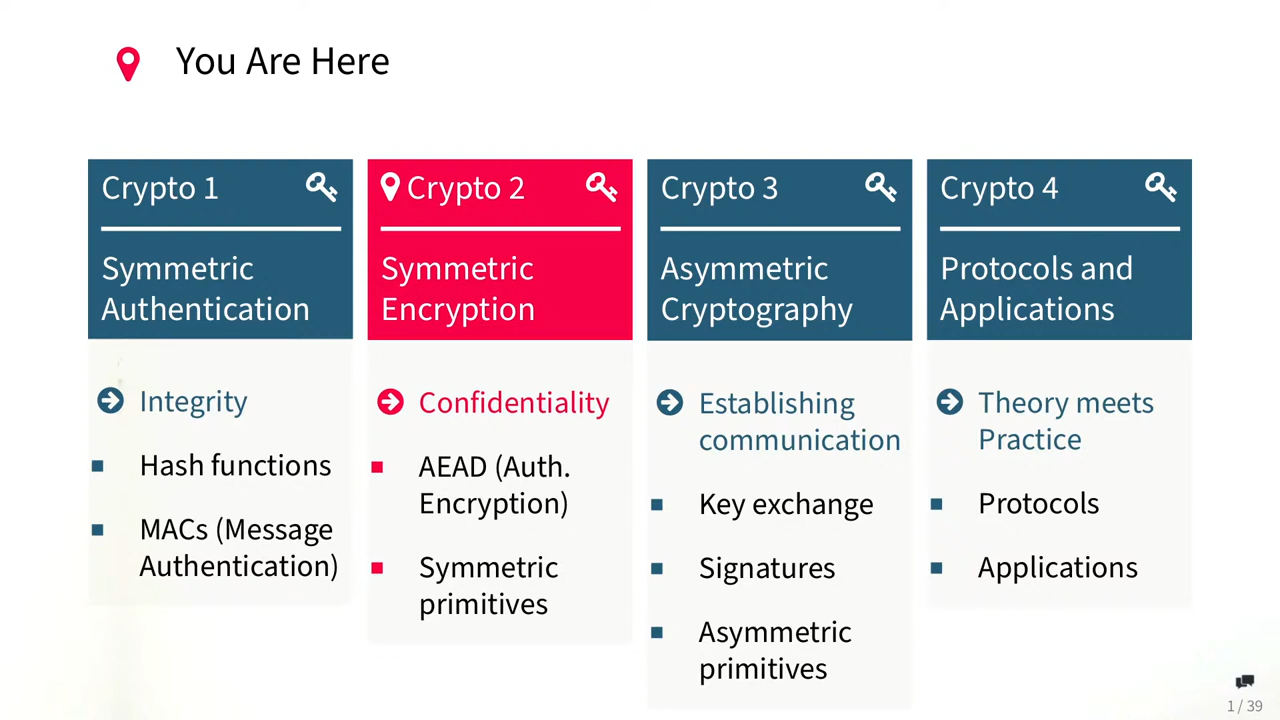 You Are Here
Crypto 1
Symmetric
Authentication
Integrity
Hash functions
MACs (Message
Authentication)
Crypto 2
Symmetric
Encryption
Confidentiality
AEAD (Auth.
Encryption)
Symmetric
primitives
Crypto 3
Asymmetric
Cryptography
Establishing
communication
Key exchange
Signatures
Asymmetric
primitives
Crypto 4
Protocols and
Applications
Theory meets
Practice
Protocols
Applications
1 / 39